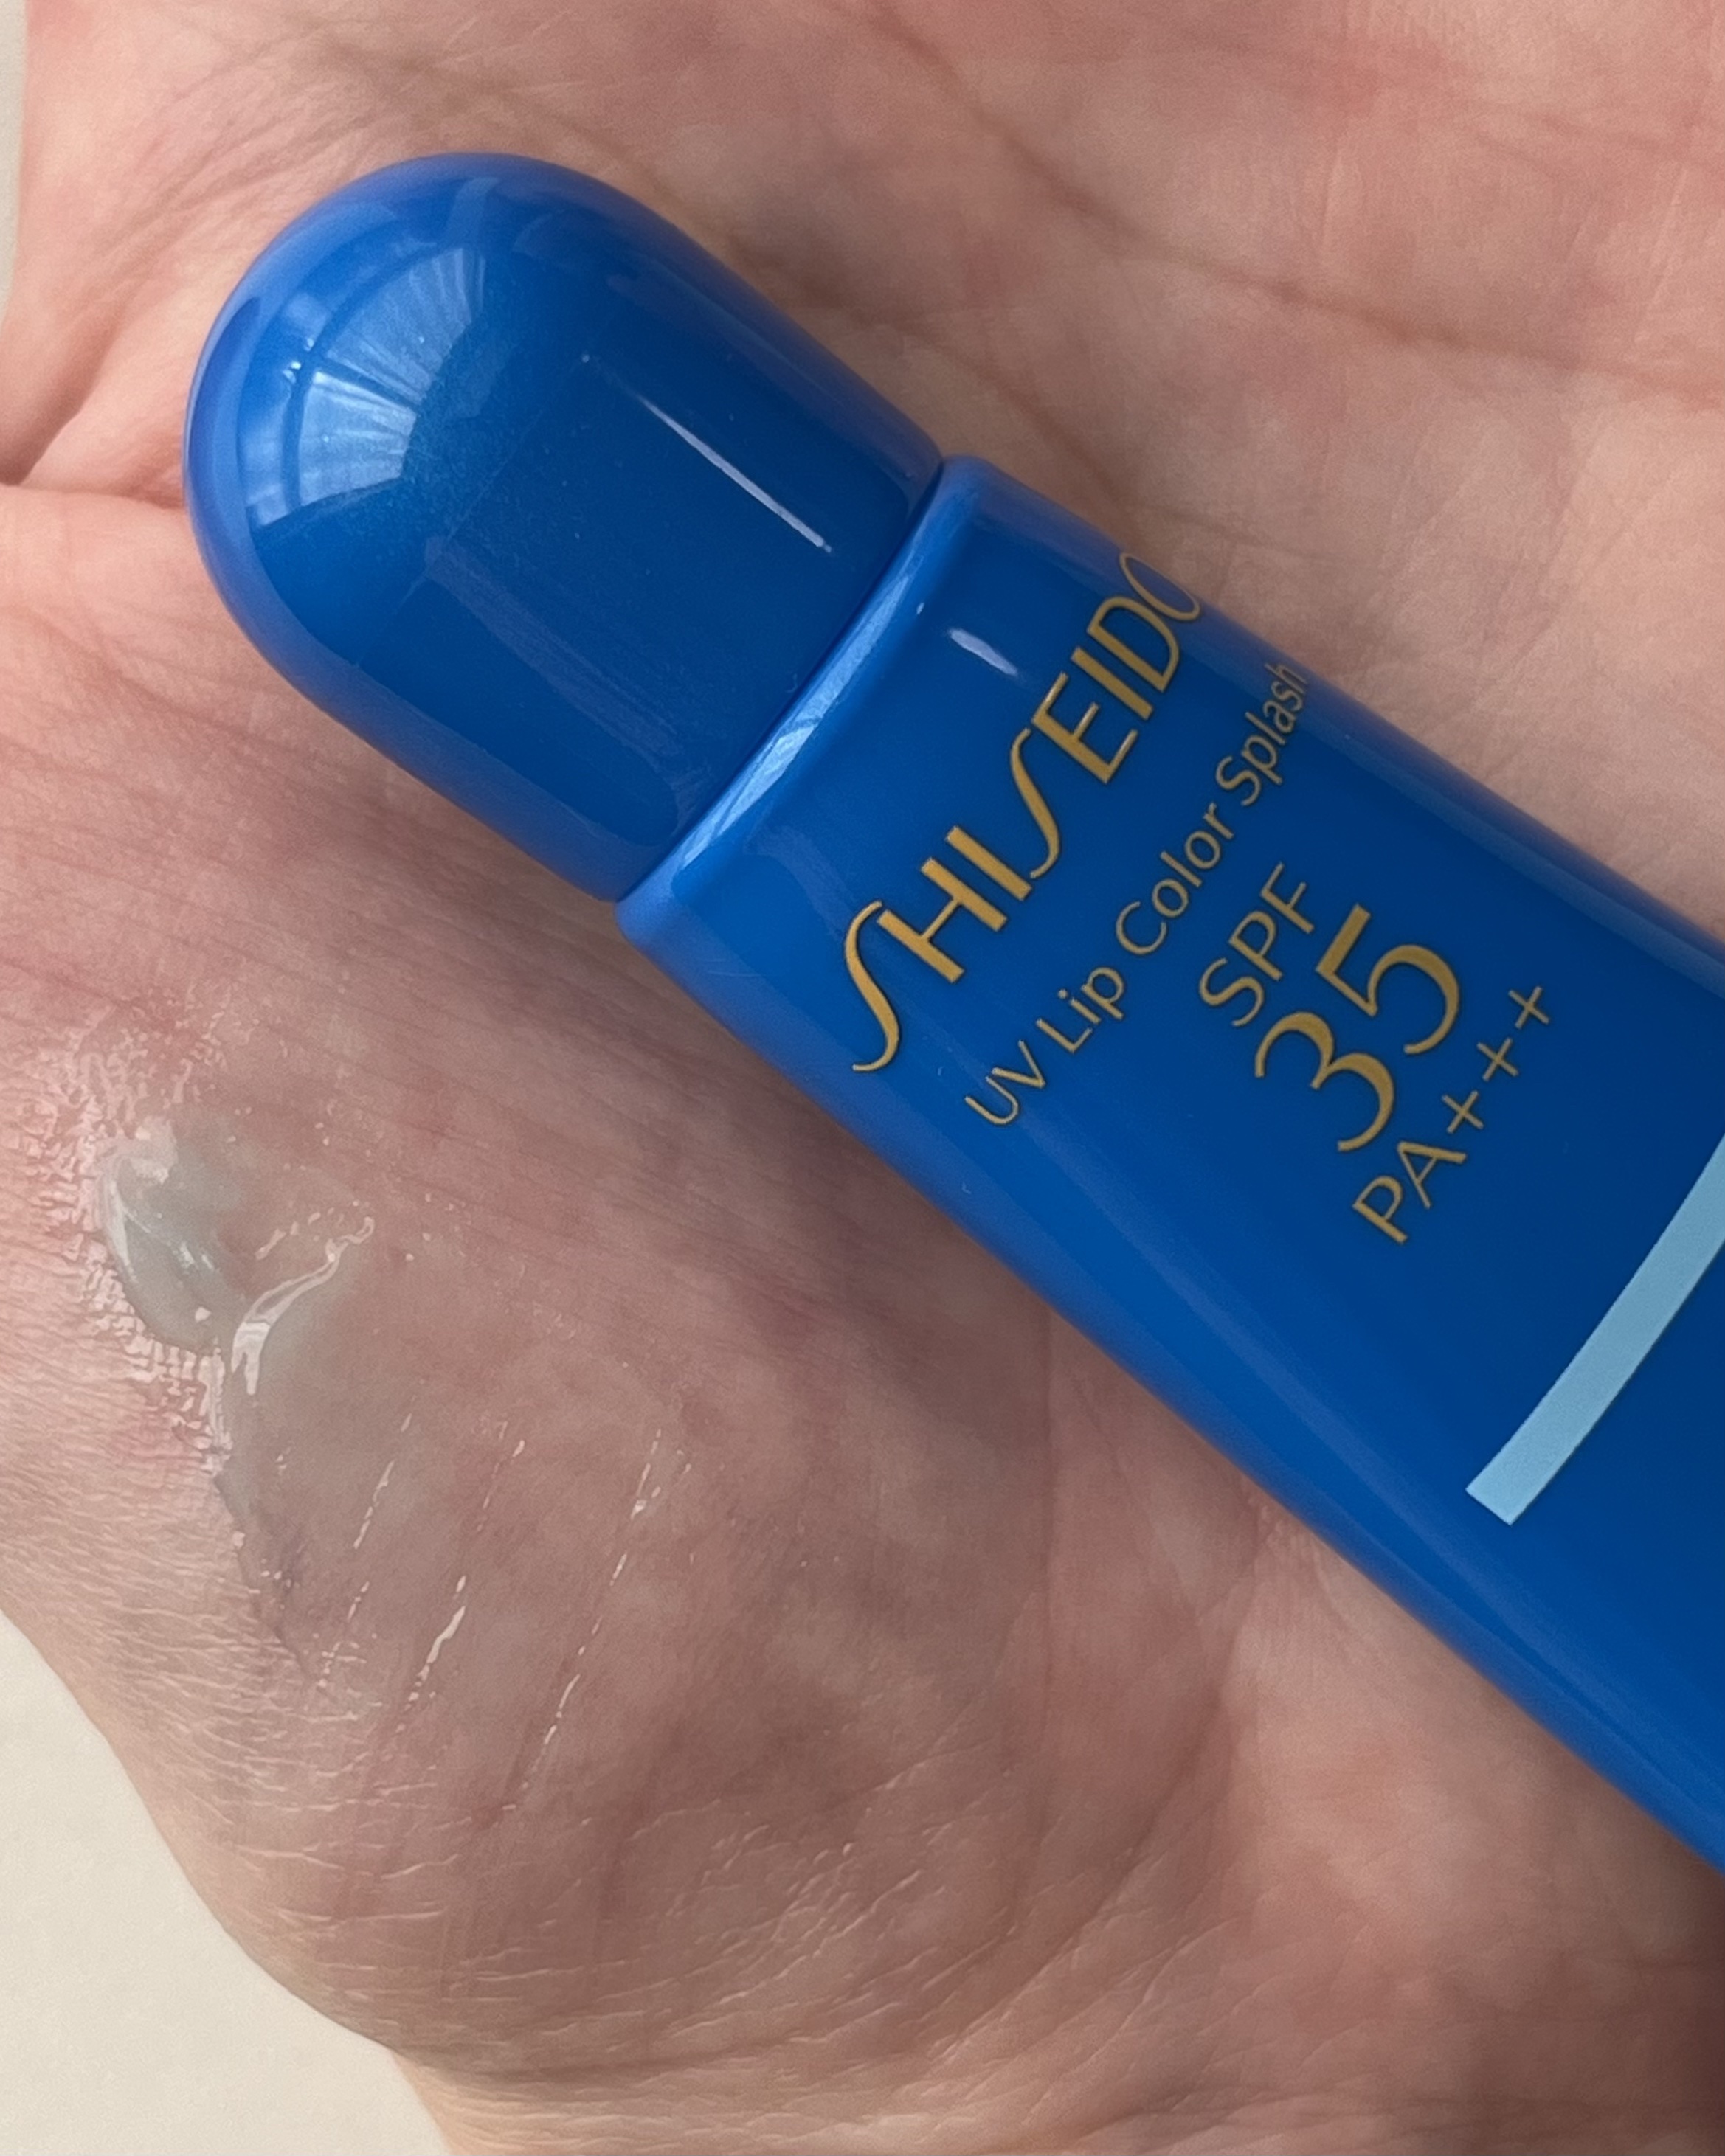 SHISEIDO
UV Lip Color Splash
SPF
35
PA+++